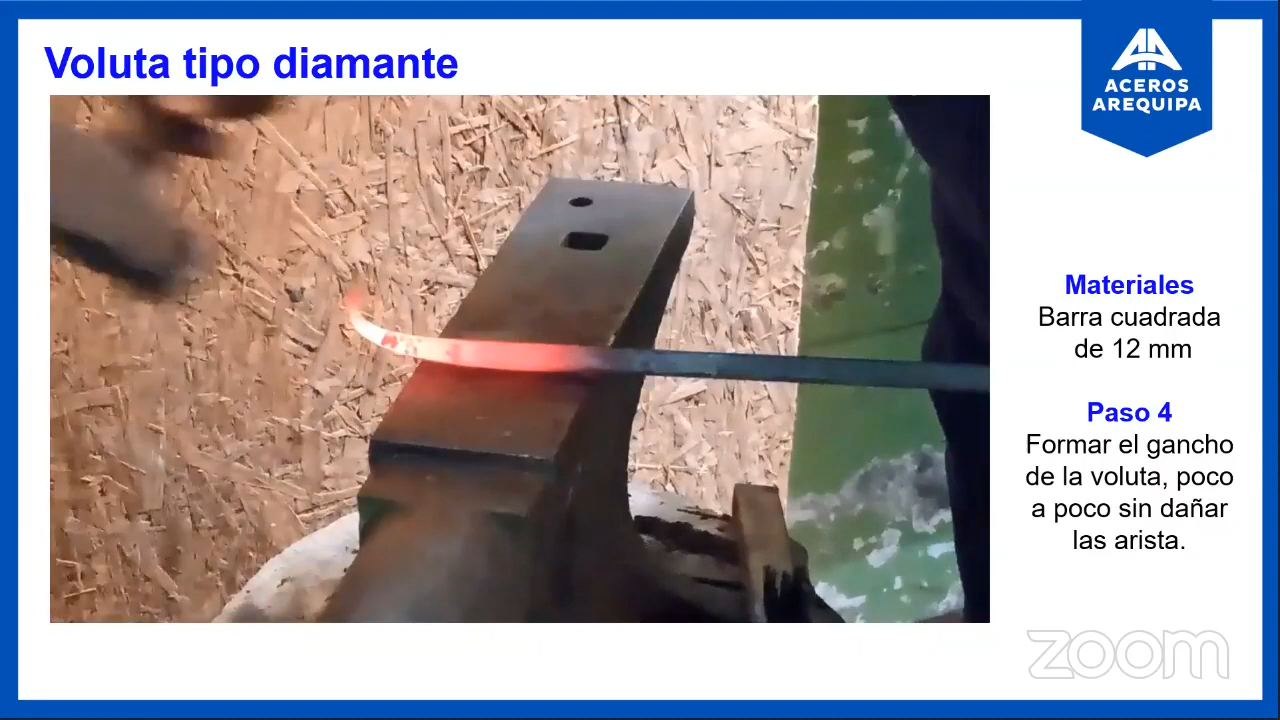 Voluta tipo diamante
ACEROS
AREQUIPA
Materiales
Barra cuadrada
de 12 mm
Paso 4
Formar el gancho
de la voluta, poco
a poco sin dañar
las arista.
zoom